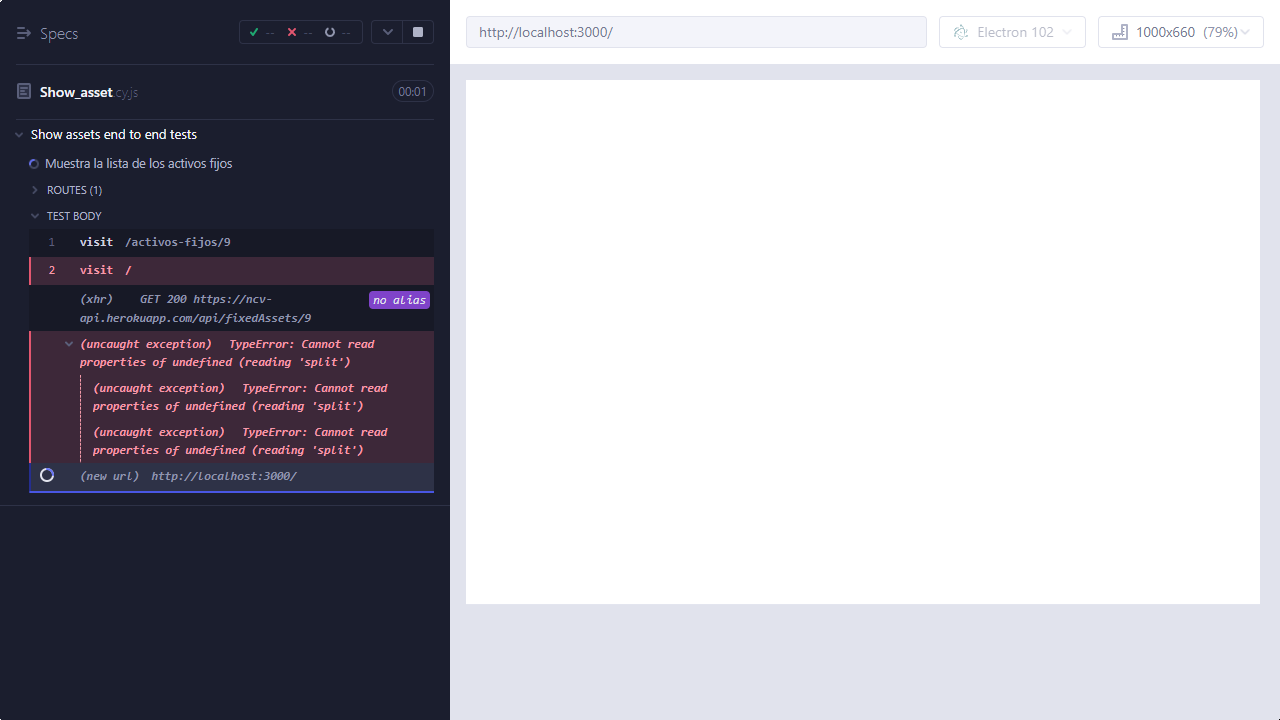 Specs
--
--
--
http://localhost:3000/
Electron 102
1000x660 (79%)
Show_asset.cy.js
00:01
Show assets end to end tests
Muestra la lista de los activos fijos
ROUTES (1)
TEST BODY
1 visit /activos-fijos/9
2 visit /
(xhr) GET 200 https://ncv-
api.herokuapp.com/api/fixedAssets/9
no alias
(uncaught exception) TypeError: Cannot read
properties of undefined (reading 'split')
(uncaught exception) TypeError: Cannot read
properties of undefined (reading 'split')
(uncaught exception) TypeError: Cannot read
properties of undefined (reading 'split')
(new url) http://localhost:3000/